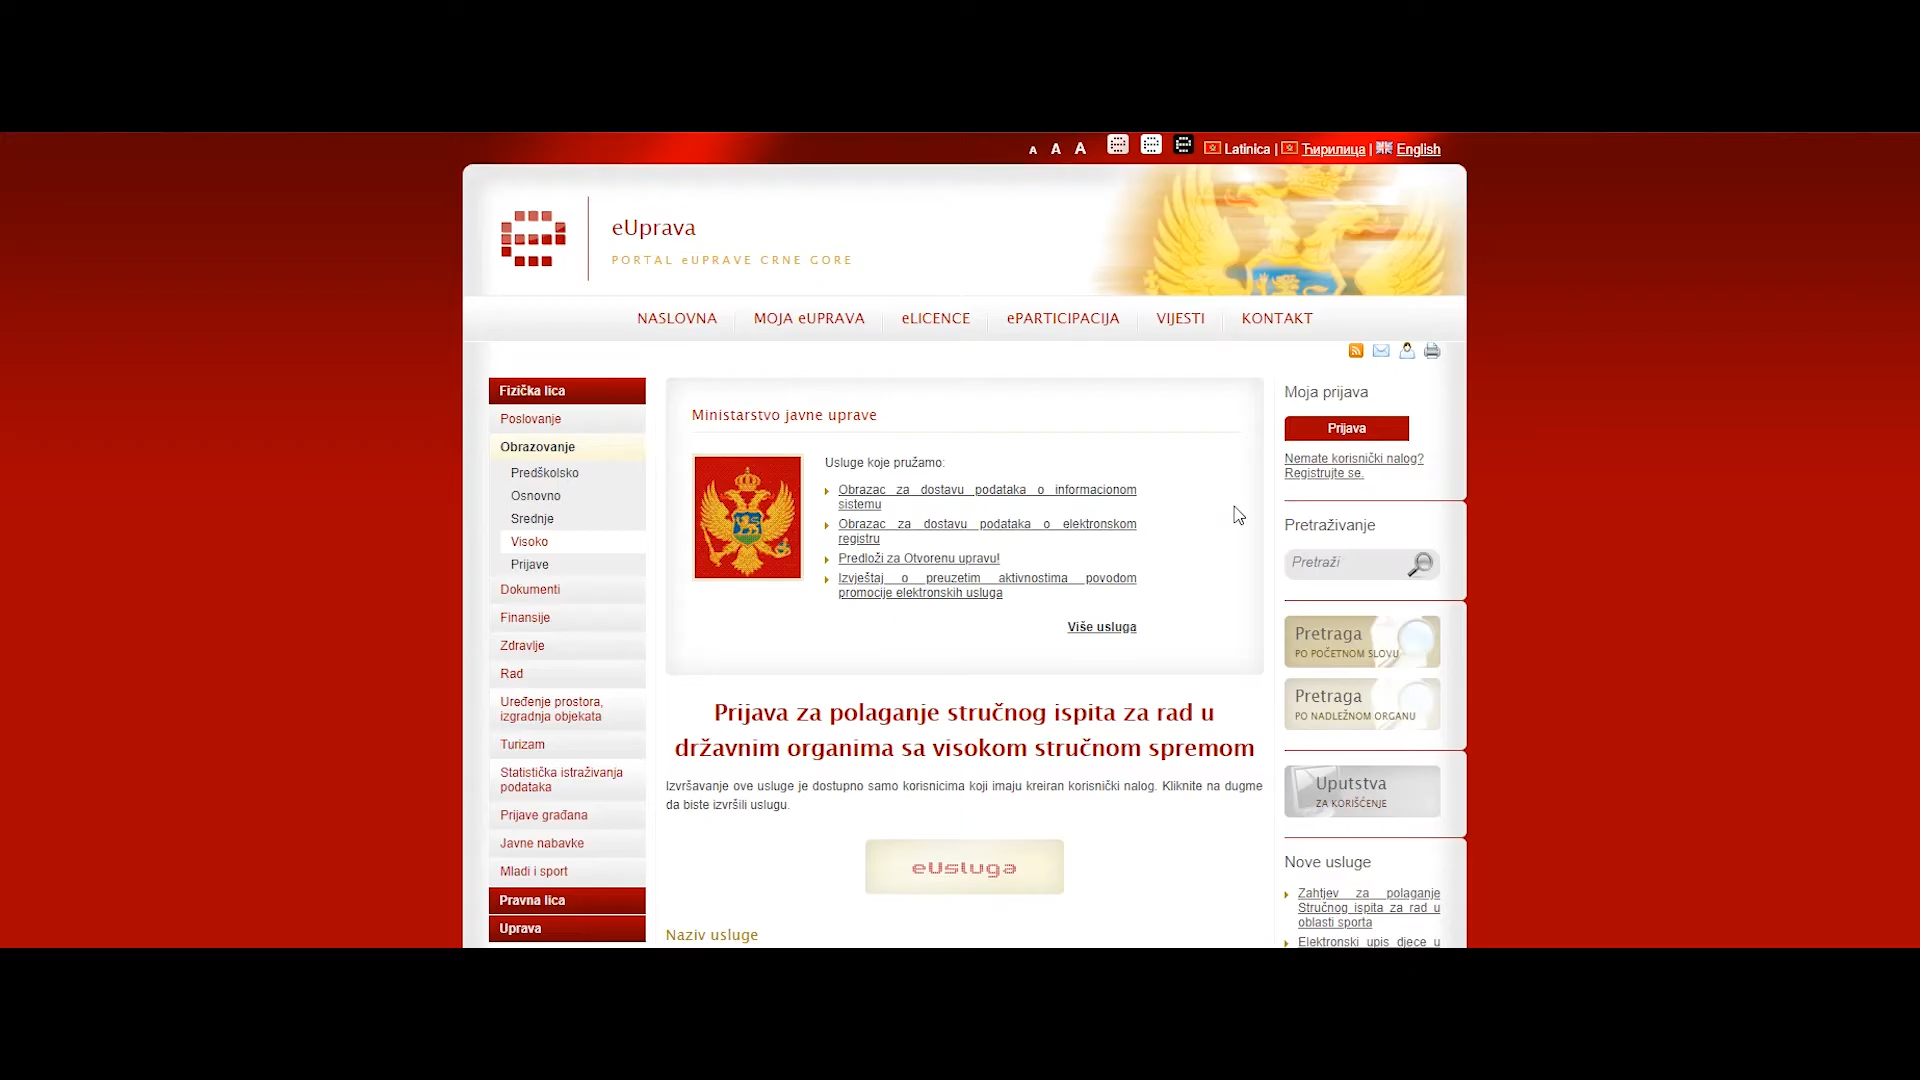 A A A Latinica | Ћирилица | English
eUprava
PORTAL eUPRAVE CRNE GORE
NASLOVNA MOJA eUPRAVA eLICENCE ePARTICIPACIJA VIJESTI KONTAKT
Fizička lica
Poslovanje
Obrazovanje
Predškolsko
Osnovno
Srednje
Visoko
Prijave
Dokumenti
Finansije
Zdravlje
Rad
Uređenje prostora,
izgradnja objekata
Turizam
Statistička istraživanja
podataka
Prijave građana
Javne nabavke
Mladi i sport
Pravna lica
Uprava
Ministarstvo javne uprave
Usluge koje pružamo:
Obrazac za dostavu podataka o informacionom
sistemu
Obrazac za dostavu podataka o elektronskom
registru
Predloži za Otvorenu upravu!
Izvještaj o preuzetim aktivnostima povodom
promocije elektronskih usluga
Više usluga
Prijava za polaganje stručnog ispita za rad u
državnim organima sa visokom stručnom spremom
Izvršavanje ove usluge je dostupno samo korisnicima koji imaju kreiran korisnički nalog. Kliknite na dugme
da biste izvršili uslugu.
eUsluga
Naziv usluge
Moja prijava
Prijava
Nemate korisnički nalog?
Registrujte se.
Pretraživanje
Pretraži
Pretraga
PO POČETNOM SLOVU
Pretraga
PO NADLEŽNOM ORGANU
Uputstva
ZA KORIŠĆENJE
Nove usluge
Zahtjev za polaganje
Stručnog ispita za rad u
oblasti sporta
Elektronski upis djece u